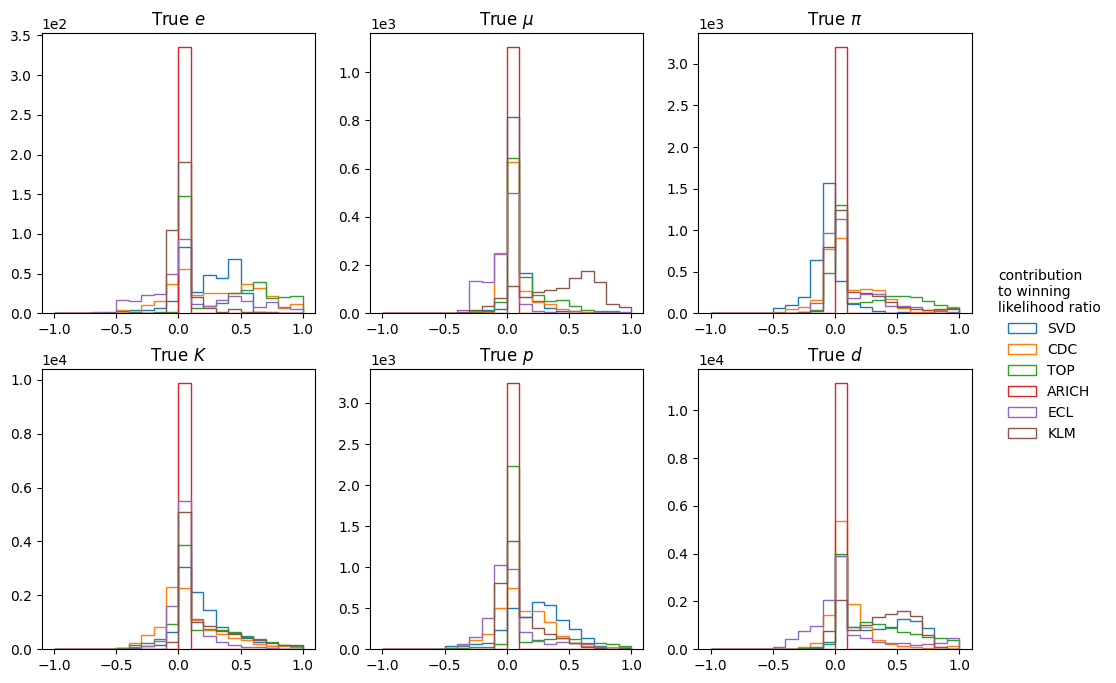 True e
1e2
3.5
3.0
2.5
2.0
1.5
1.0
0.5
0.0
−1.0 −0.5 0.0 0.5 1.0
True μ
1e3
1.0
0.8
0.6
0.4
0.2
0.0
−1.0 −0.5 0.0 0.5 1.0
True π
1e3
3.0
2.5
2.0
1.5
1.0
0.5
0.0
−1.0 −0.5 0.0 0.5 1.0
True K
1e4
1.0
0.8
0.6
0.4
0.2
0.0
−1.0 −0.5 0.0 0.5 1.0
True p
1e3
3.0
2.5
2.0
1.5
1.0
0.5
0.0
−1.0 −0.5 0.0 0.5 1.0
True d
1e4
1.0
0.8
0.6
0.4
0.2
0.0
−1.0 −0.5 0.0 0.5 1.0
contribution
to winning
likelihood ratio
SVD
CDC
TOP
ARICH
ECL
KLM